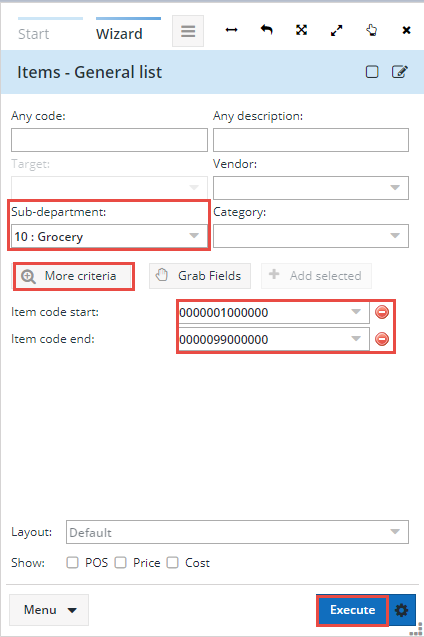 Start Wizard
Items - General list
Any code: Any description:
Target: Vendor:
Sub-department: Category:
10 : Grocery
More criteria Grab Fields Add selected
Item code start: 0000001000000
Item code end: 0000099000000
Layout: Default
Show: POS Price Cost
Menu Execute